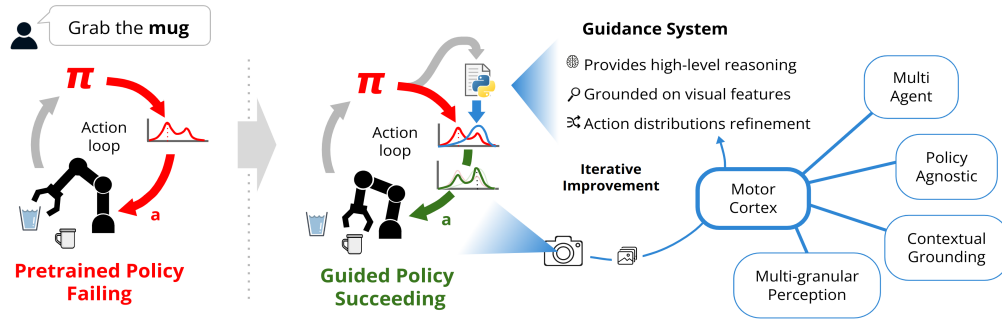 Grab the mug
π
Action
loop
a
Pretrained Policy
Failing
π
Action
loop
a
Guided Policy
Succeeding
Guidance System
Provides high-level reasoning
Grounded on visual features
Action distributions refinement
Iterative
Improvement
Motor
Cortex
Multi
Agent
Policy
Agnostic
Contextual
Grounding
Multi-granular
Perception